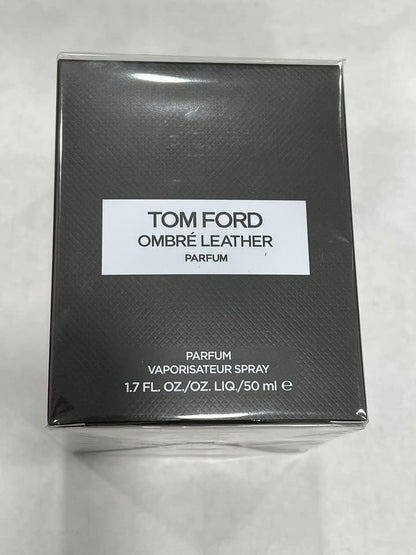 TOM FORD
OMBRÉ LEATHER
PARFUM
PARFUM
VAPORISATEUR SPRAY
1.7 FL. OZ./OZ. LIQ./50 ml ℮